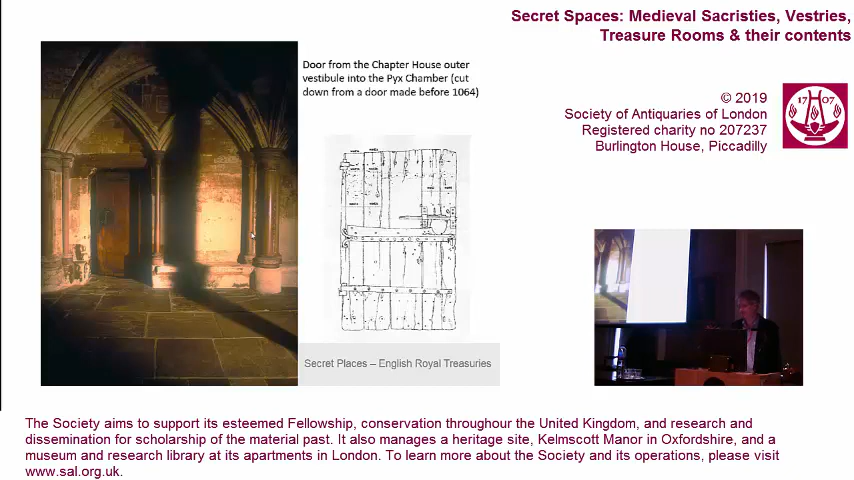 Secret Spaces: Medieval Sacristies, Vestries,
Treasure Rooms & their contents
Door from the Chapter House outer
vestibule into the Pyx Chamber (cut
down from a door made before 1064)
© 2019
Society of Antiquaries of London
Registered charity no 207237
Burlington House, Piccadilly
17 07
Secret Places – English Royal Treasuries
The Society aims to support its esteemed Fellowship, conservation throughour the United Kingdom, and research and
dissemination for scholarship of the material past. It also manages a heritage site, Kelmscott Manor in Oxfordshire, and a
museum and research library at its apartments in London. To learn more about the Society and its operations, please visit
www.sal.org.uk.